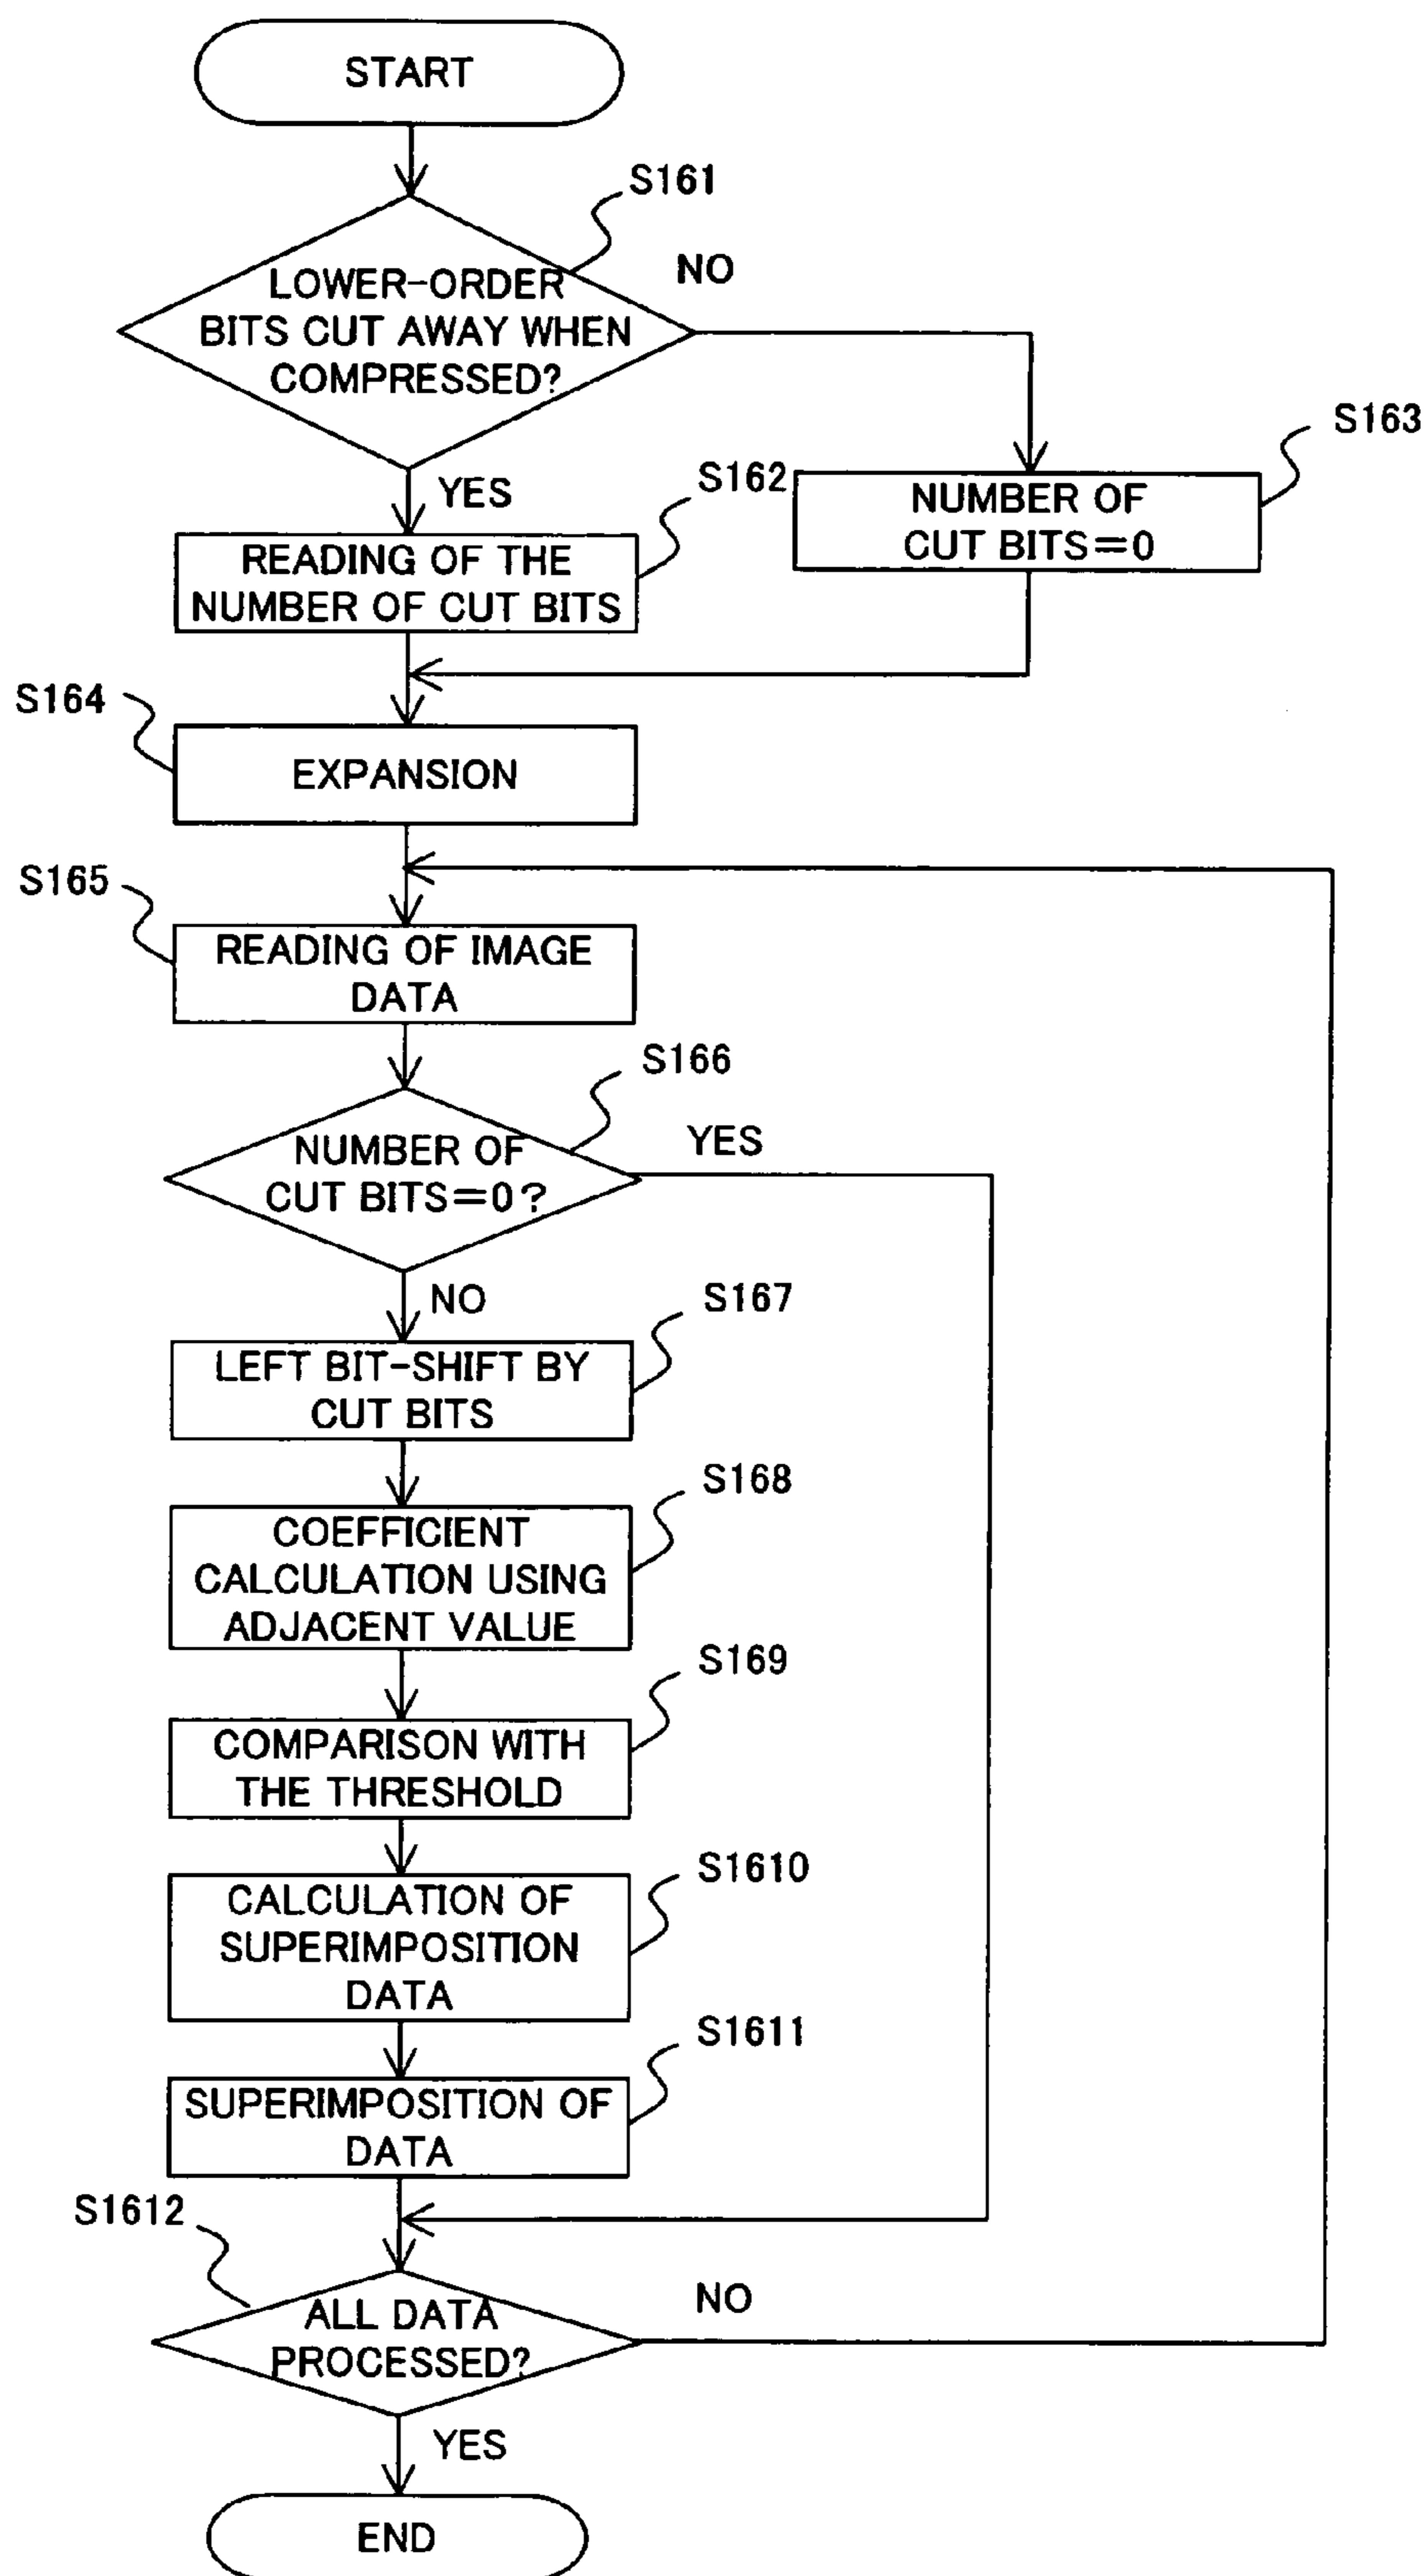 START
S161
LOWER-ORDER
BITS CUT AWAY WHEN
COMPRESSED?
NO
YES
S162
READING OF THE
NUMBER OF CUT BITS
S163
NUMBER OF
CUT BITS=0
S164
EXPANSION
S165
READING OF IMAGE
DATA
S166
NUMBER OF
CUT BITS=0?
YES
NO
S167
LEFT BIT-SHIFT BY
CUT BITS
S168
COEFFICIENT
CALCULATION USING
ADJACENT VALUE
S169
COMPARISON WITH
THE THRESHOLD
S1610
CALCULATION OF
SUPERIMPOSITION
DATA
S1611
SUPERIMPOSITION OF
DATA
S1612
ALL DATA
PROCESSED?
NO
YES
END